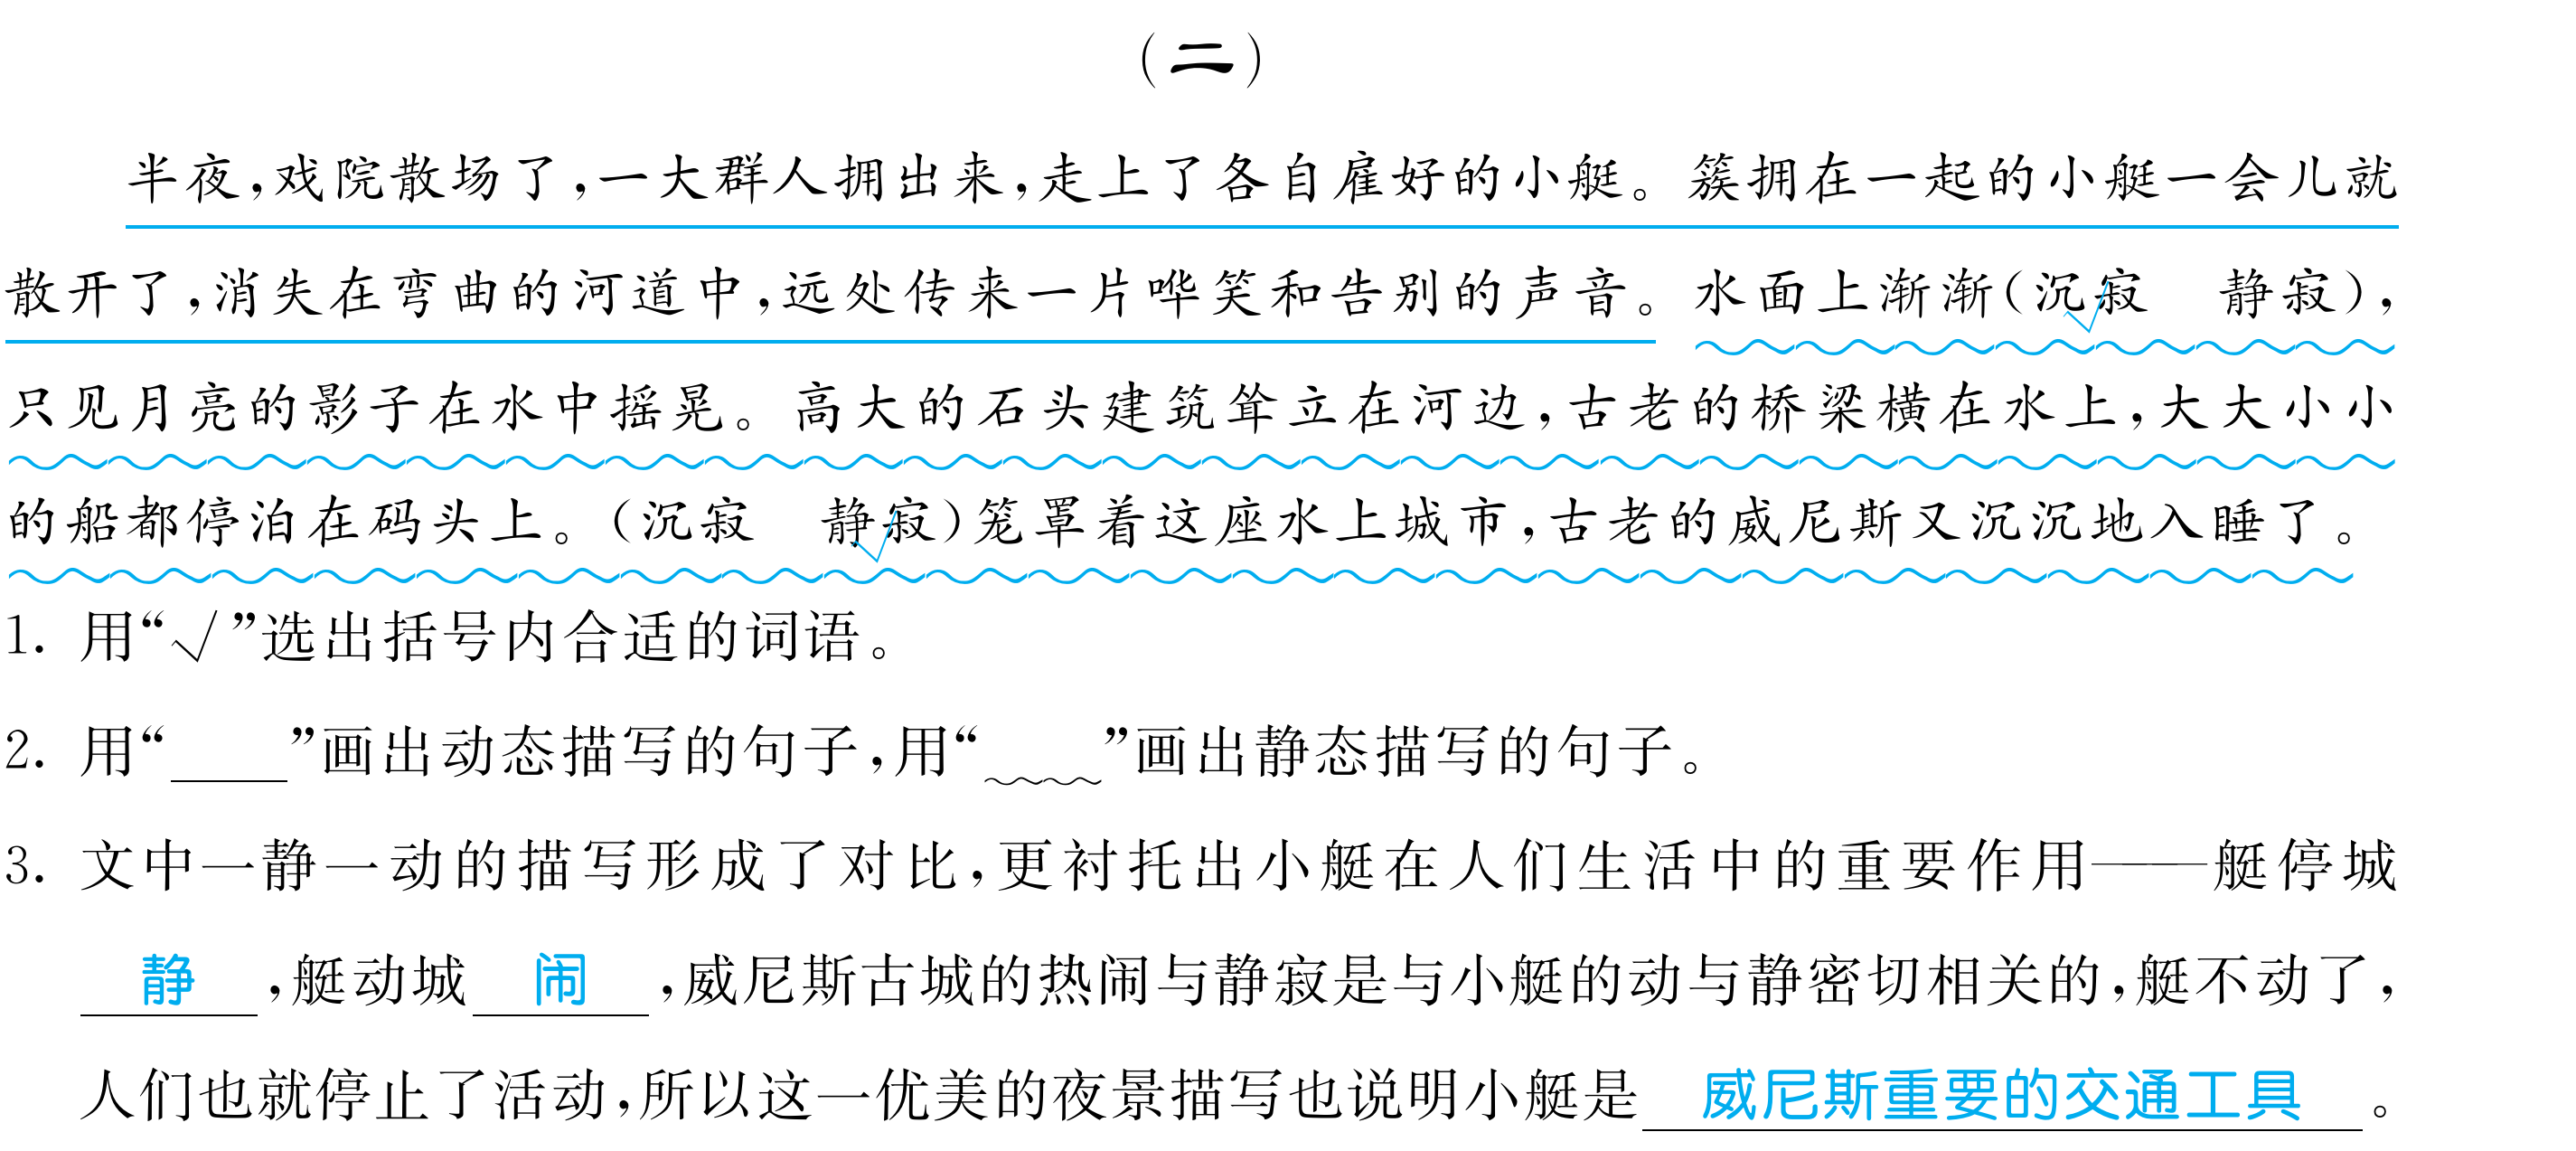 （二）
半夜，戏院散场了，一大群人拥出来，走上了各自雇好的小艇。簇拥在一起的小艇一会儿就
散开了，消失在弯曲的河道中，远处传来一片哗笑和告别的声音。水面上渐渐（沉寂√ 静寂），
只见月亮的影子在水中摇晃。高大的石头建筑耸立在河边，古老的桥梁横在水上，大大小小
的船都停泊在码头上。（沉寂 静寂√）笼罩着这座水上城市，古老的威尼斯又沉沉地入睡了。
1. 用“√”选出括号内合适的词语。
2. 用“____”画出动态描写的句子，用“﹏﹏”画出静态描写的句子。
3. 文中一静一动的描写形成了对比，更衬托出小艇在人们生活中的重要作用——艇停城
静，艇动城闹，威尼斯古城的热闹与静寂是与小艇的动与静密切相关的，艇不动了，
人们也就停止了活动，所以这一优美的夜景描写也说明小艇是威尼斯重要的交通工具。